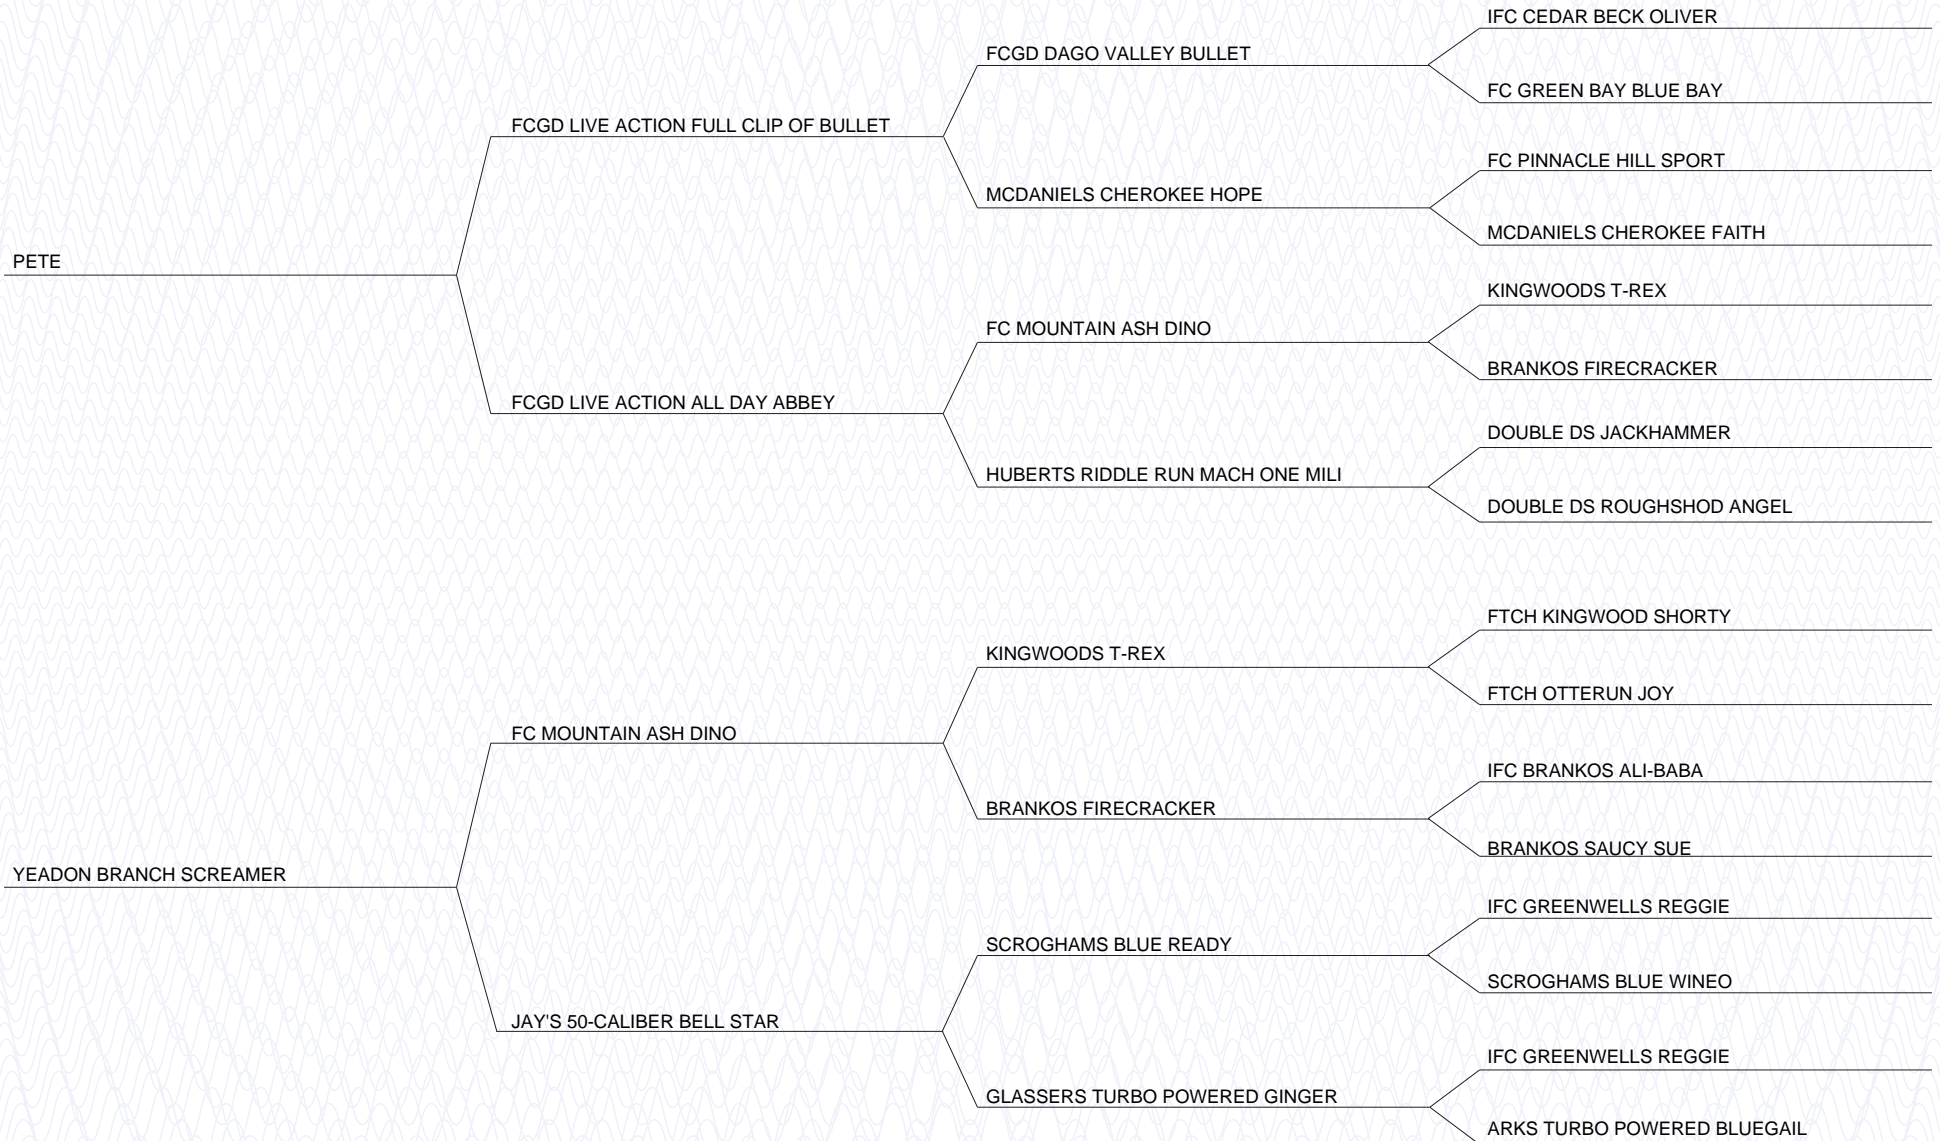 IFC CEDAR BECK OLIVER
FCGD DAGO VALLEY BULLET
FC GREEN BAY BLUE BAY
FCGD LIVE ACTION FULL CLIP OF BULLET
FC PINNACLE HILL SPORT
MCDANIELS CHEROKEE HOPE
MCDANIELS CHEROKEE FAITH
PETE
KINGWOODS T-REX
FC MOUNTAIN ASH DINO
BRANKOS FIRECRACKER
FCGD LIVE ACTION ALL DAY ABBEY
DOUBLE DS JACKHAMMER
HUBERTS RIDDLE RUN MACH ONE MILI
DOUBLE DS ROUGHSHOD ANGEL
FTCH KINGWOOD SHORTY
KINGWOODS T-REX
FTCH OTTERUN JOY
FC MOUNTAIN ASH DINO
IFC BRANKOS ALI-BABA
BRANKOS FIRECRACKER
BRANKOS SAUCY SUE
YEADON BRANCH SCREAMER
IFC GREENWELLS REGGIE
SCROGHAMS BLUE READY
SCROGHAMS BLUE WINEO
JAY'S 50-CALIBER BELL STAR
IFC GREENWELLS REGGIE
GLASSERS TURBO POWERED GINGER
ARKS TURBO POWERED BLUEGAIL